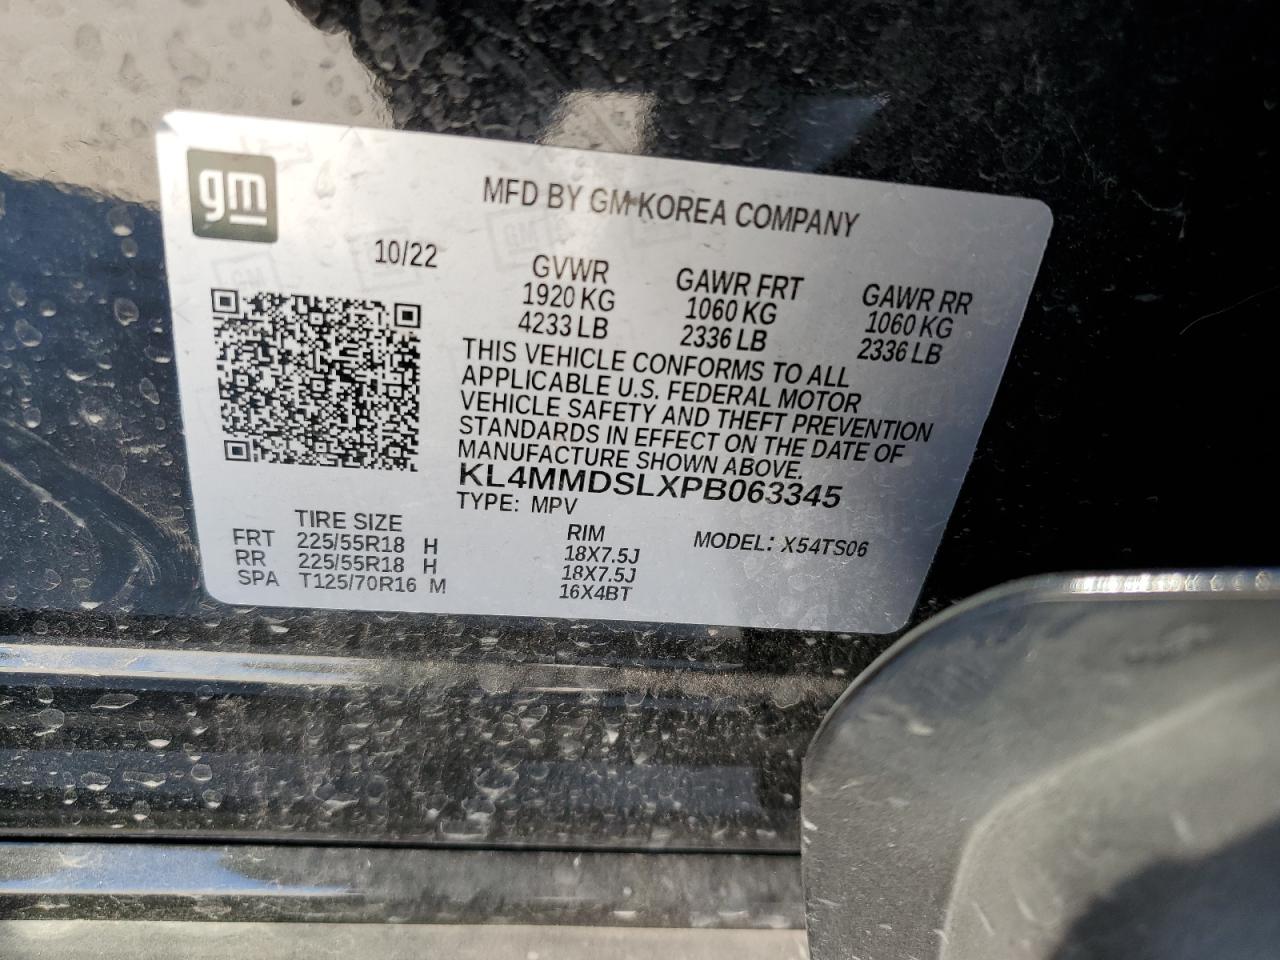 gm
MFD BY GM KOREA COMPANY
10/22
GVWR GAWR FRT GAWR RR
1920 KG 1060 KG 1060 KG
4233 LB 2336 LB 2336 LB
THIS VEHICLE CONFORMS TO ALL
APPLICABLE U.S. FEDERAL MOTOR
VEHICLE SAFETY AND THEFT PREVENTION
STANDARDS IN EFFECT ON THE DATE OF
MANUFACTURE SHOWN ABOVE.
KL4MMDSLXPB063345
TYPE: MPV
TIRE SIZE RIM MODEL: X54TS06
FRT 225/55R18 H 18X7.5J
RR 225/55R18 H 18X7.5J
SPA T125/70R16 M 16X4BT